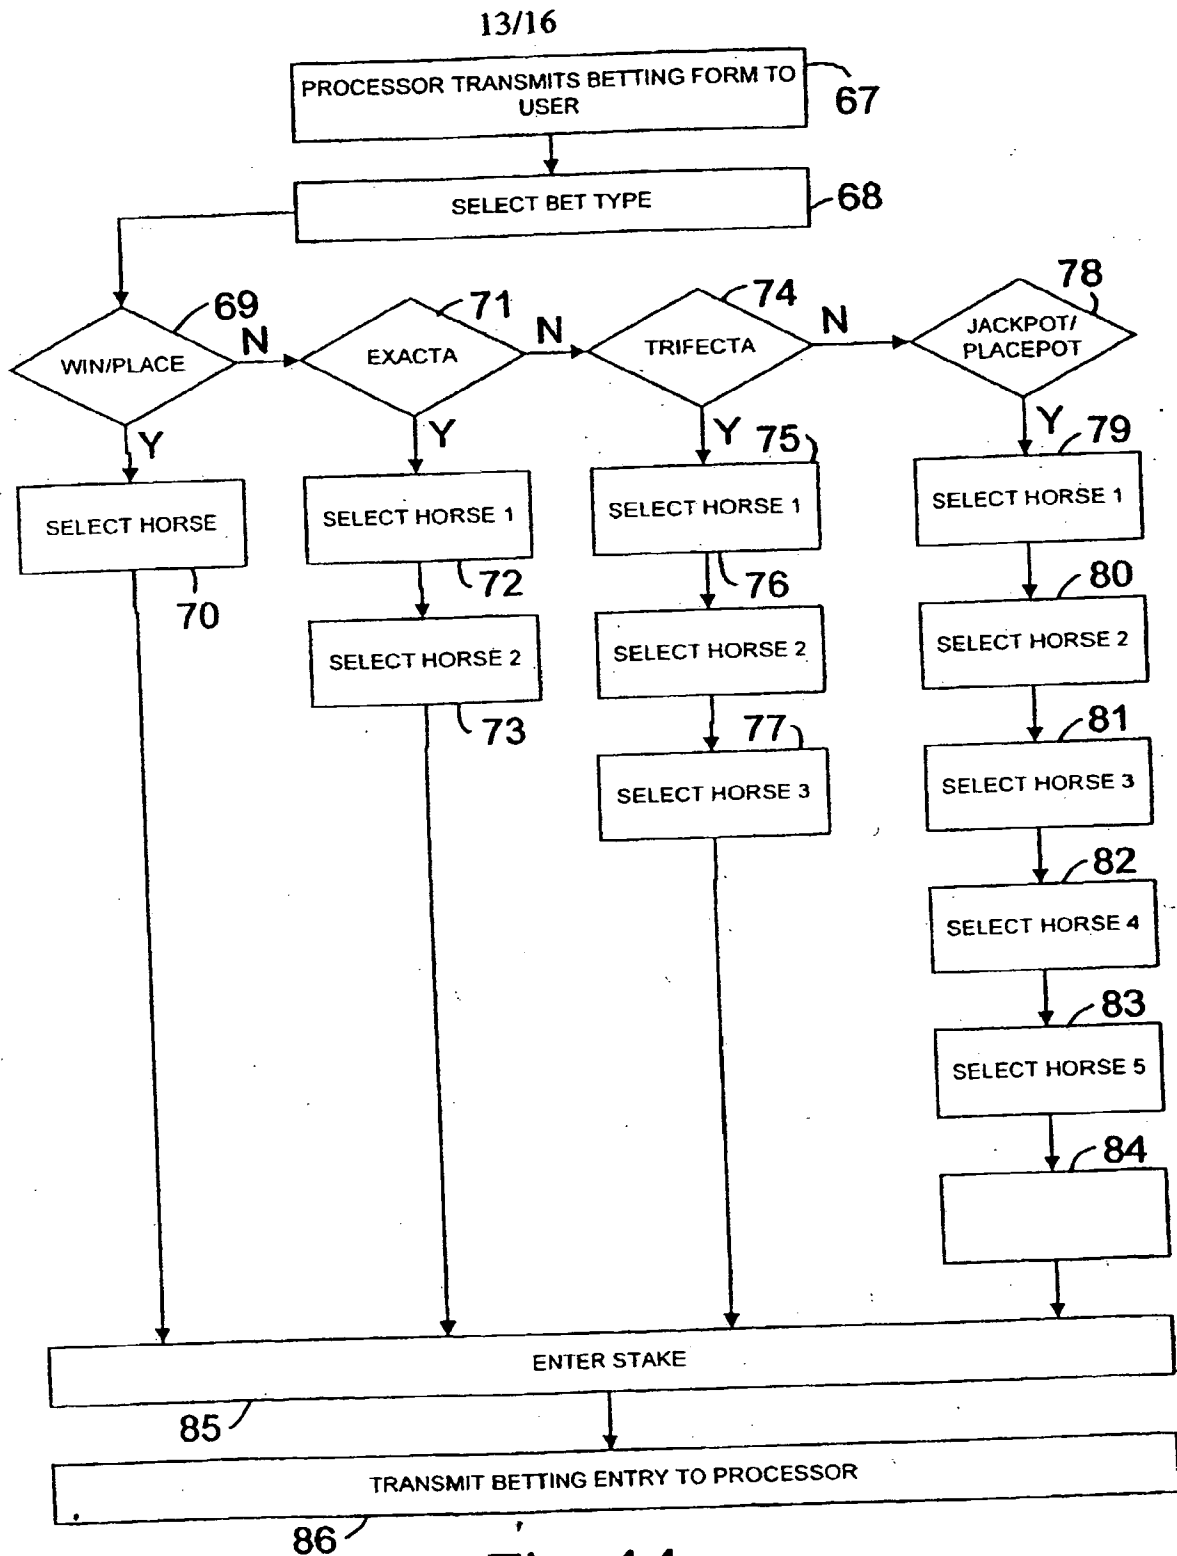 13/16
PROCESSOR TRANSMITS BETTING FORM TO
USER
67
SELECT BET TYPE
68
69
WIN/PLACE
N
71
EXACTA
N
74
TRIFECTA
N
78
JACKPOT/
PLACEPOT
Y
Y
Y
Y
SELECT HORSE
70
SELECT HORSE 1
72
SELECT HORSE 2
73
75
SELECT HORSE 1
76
SELECT HORSE 2
77
SELECT HORSE 3
79
SELECT HORSE 1
80
SELECT HORSE 2
81
SELECT HORSE 3
82
SELECT HORSE 4
83
SELECT HORSE 5
84
ENTER STAKE
85
TRANSMIT BETTING ENTRY TO PROCESSOR
86